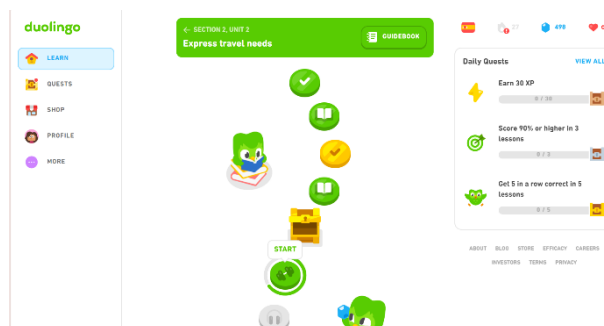 duolingo
LEARN
QUESTS
SHOP
PROFILE
MORE
← SECTION 2, UNIT 2
Express travel needs
GUIDEBOOK
START
27
498
Daily Quests
VIEW ALL
Earn 30 XP
0 / 30
Score 90% or higher in 3
lessons
0 / 3
Get 5 in a row correct in 5
lessons
0 / 5
ABOUT BLOG STORE EFFICACY CAREERS
INVESTORS TERMS PRIVACY